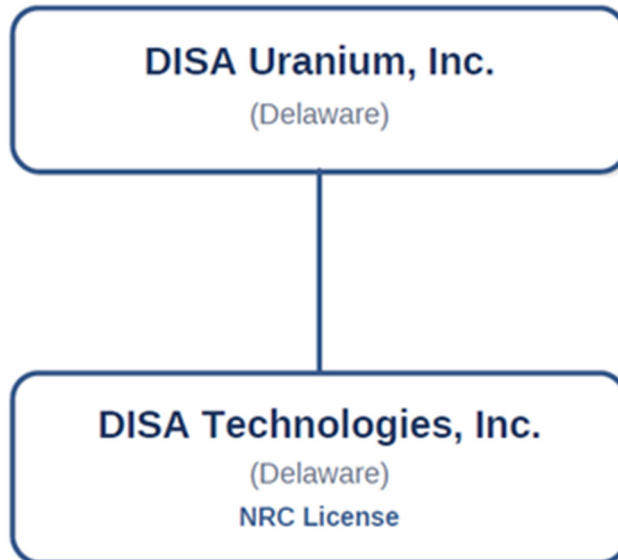 DISA Uranium, Inc.
(Delaware)
DISA Technologies, Inc.
(Delaware)
NRC License